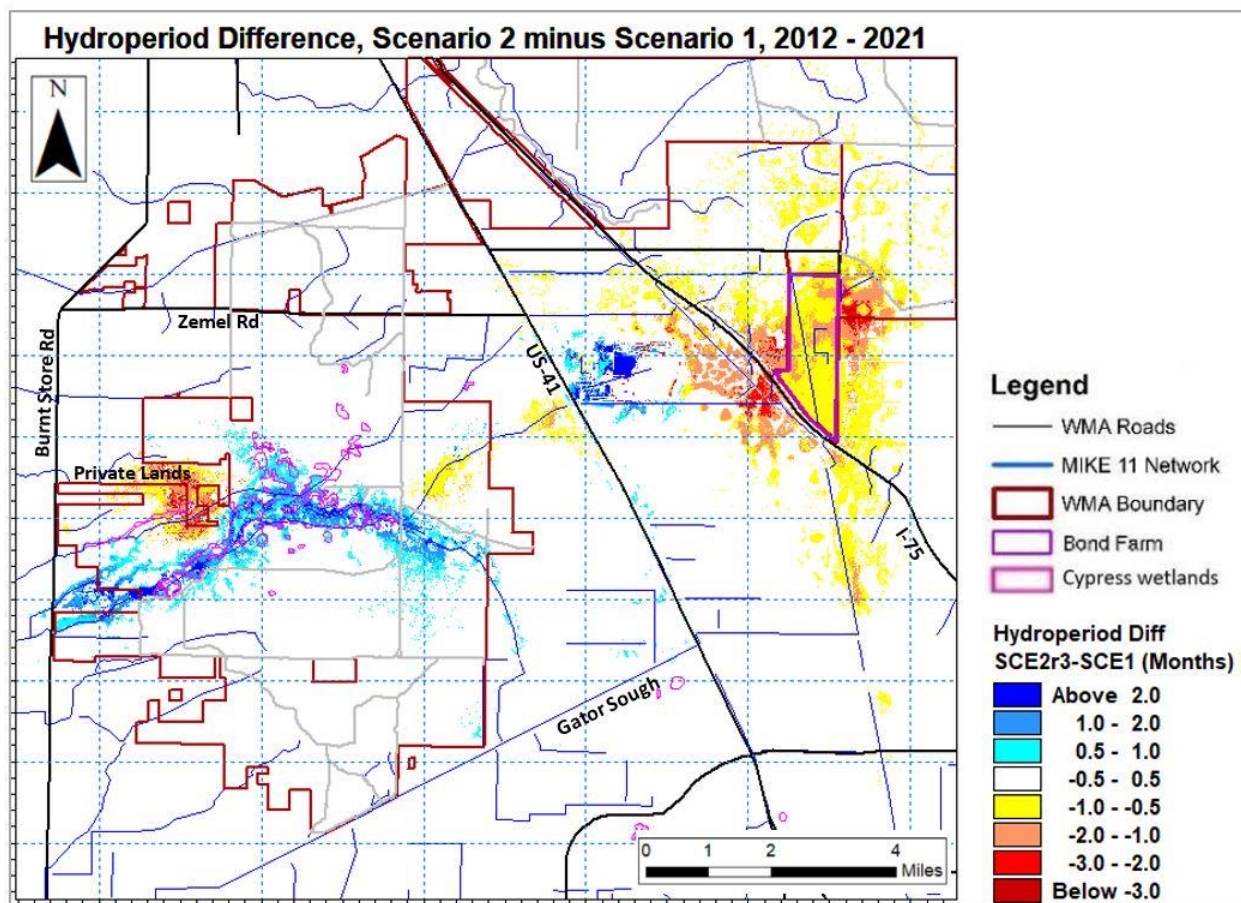 Hydroperiod Difference, Scenario 2 minus Scenario 1, 2012 - 2021
N
Zemel Rd
Burnt Store Rd
US-41
Private Lands
I-75
Gator Sough
0 1 2 4
Miles
Legend
WMA Roads
MIKE 11 Network
WMA Boundary
Bond Farm
Cypress wetlands
Hydroperiod Diff
SCE2r3-SCE1 (Months)
Above 2.0
1.0 - 2.0
0.5 - 1.0
-0.5 - 0.5
-1.0 - -0.5
-2.0 - -1.0
-3.0 - -2.0
Below -3.0